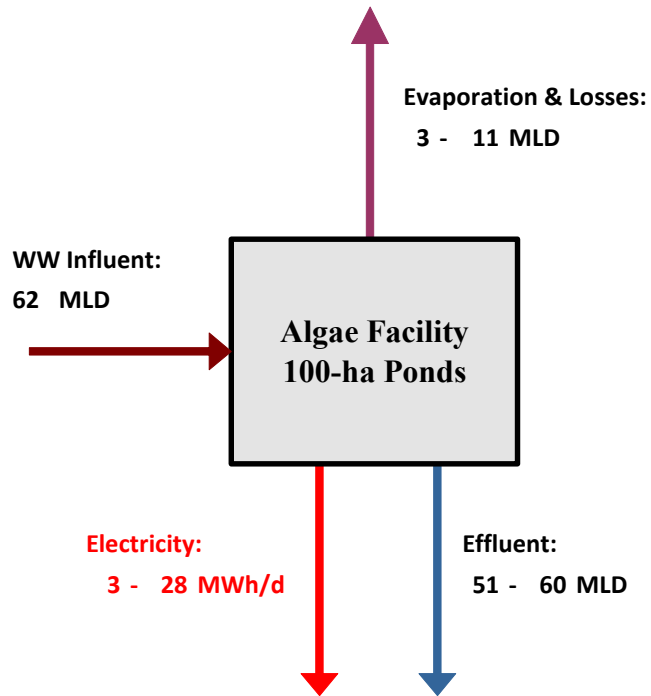 Evaporation & Losses:
3 - 11 MLD
WW Influent:
62 MLD
Algae Facility
100-ha Ponds
Electricity:
3 - 28 MWh/d
Effluent:
51 - 60 MLD